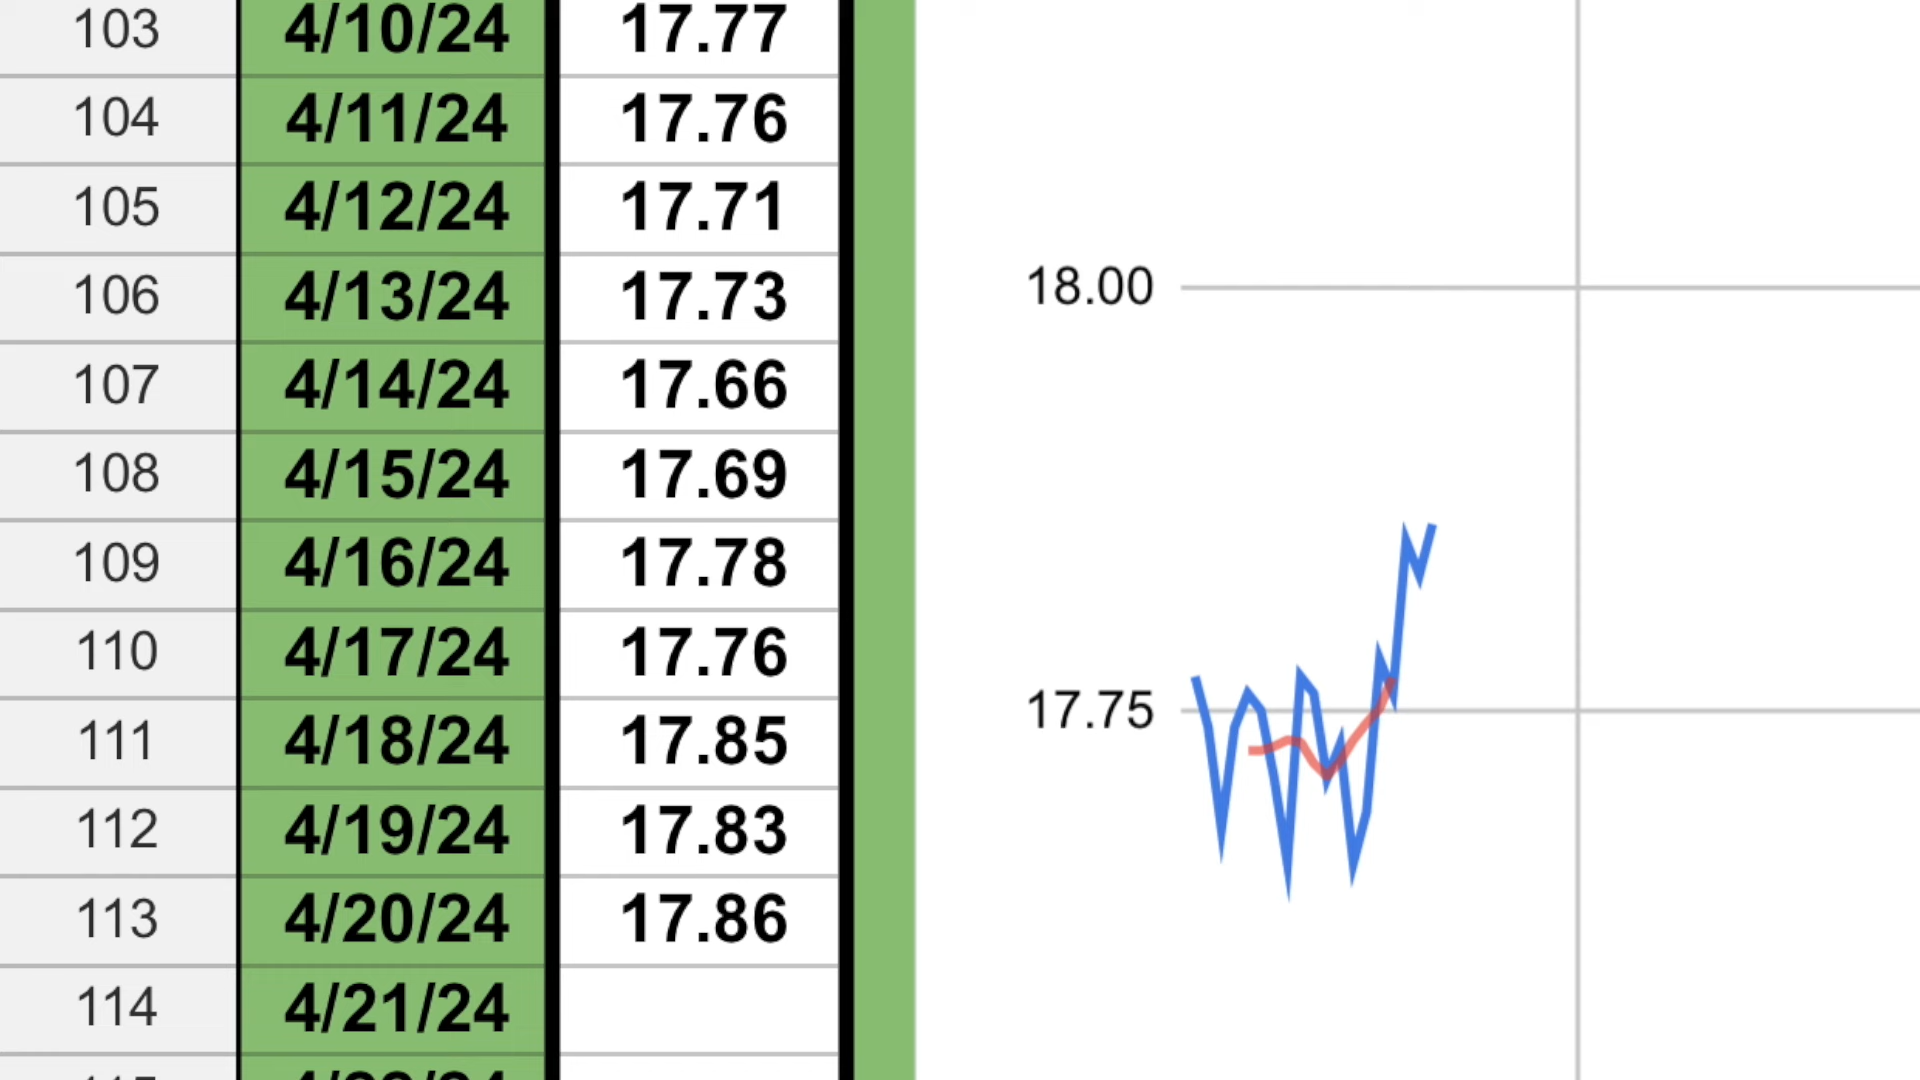 103 4/10/24 17.77
104 4/11/24 17.76
105 4/12/24 17.71
106 4/13/24 17.73
107 4/14/24 17.66
108 4/15/24 17.69
109 4/16/24 17.78
110 4/17/24 17.76
111 4/18/24 17.85
112 4/19/24 17.83
113 4/20/24 17.86
114 4/21/24
18.00
17.75